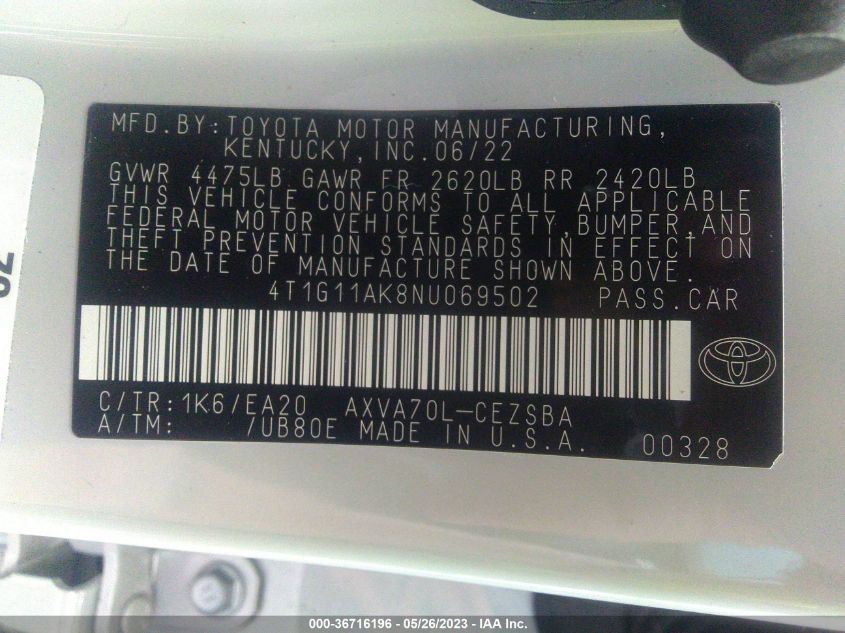 MFD.BY:TOYOTA MOTOR MANUFACTURING,
KENTUCKY,INC.06/22
GVWR 4475LB GAWR FR 2620LB RR 2420LB
THIS VEHICLE CONFORMS TO ALL APPLICABLE
FEDERAL MOTOR VEHICLE SAFETY,BUMPER,AND
THEFT PREVENTION STANDARDS IN EFFECT ON
THE DATE OF MANUFACTURE SHOWN ABOVE.
4T1G11AK8NU069502 PASS.CAR
C/TR:1K6/EA20 AXVA70L-CEZSBA
A/TM: /UB80E MADE IN U.S.A. 00328
000-36716196 - 05/26/2023 - IAA Inc.